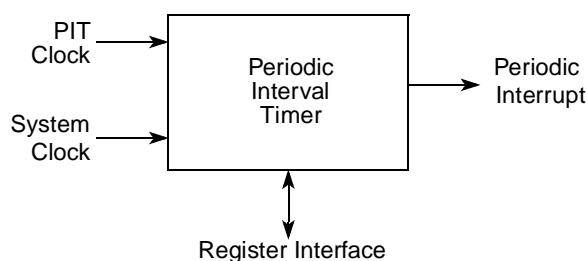 PIT
Clock
System
Clock
Periodic
Interval
Timer
Periodic
Interrupt
Register Interface